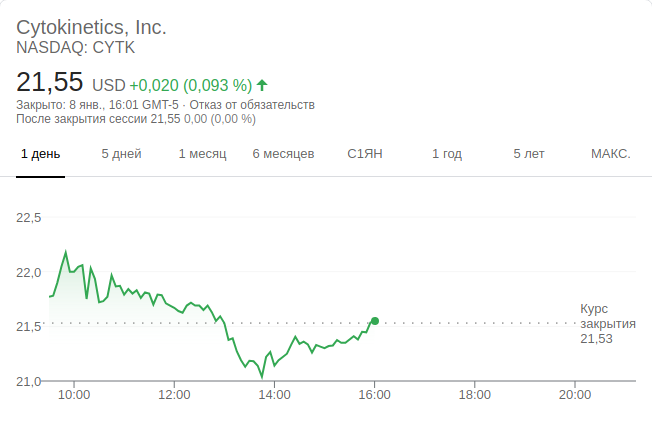 Cytokinetics, Inc.
NASDAQ: CYTK
21,55 USD +0,020 (0,093 %)
Закрыто: 8 янв., 16:01 GMT-5 · Отказ от обязательств
После закрытия сессии 21,55 0,00 (0,00 %)
1 день 5 дней 1 месяц 6 месяцев С1ЯН 1 год 5 лет МАКС.
22,5
22,0
21,5
21,0
Курс
закрытия
21,53
10:00 12:00 14:00 16:00 18:00 20:00